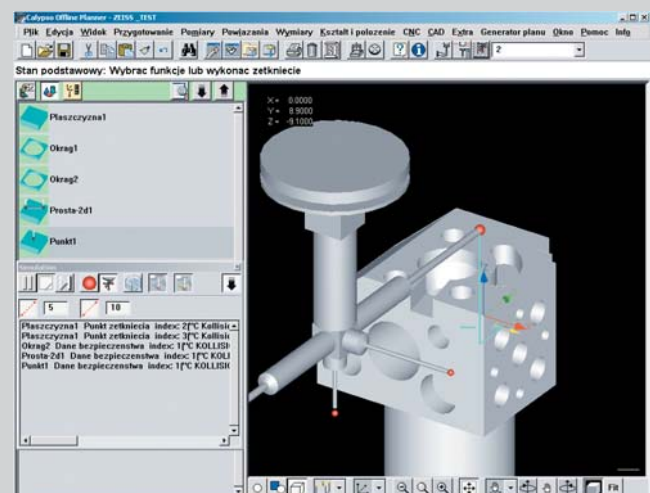 Calypso Offline Planner - ZEISS _TEST
Plik Edycja Widok Przygotowanie Pomiary Powiazania Wymiary Kształt i polozenie CNC CAD Extra Generator planu Okno Pomoc Info
2
Stan podstawowy: Wybrac funkcje lub wykonac zetkniecie
X= 0.0000
Y= 8.9000
Z= -9.1000
Plaszczyzna1
Okrag1
Okrag2
Prosta-2d1
Punkt1
5 10
Plaszczyzna1 Punkt zetkniecia index: 2[°C Kollisi
Plaszczyzna1 Punkt zetkniecia index: 3[°C Kollisi
Okrag2 Dane bezpieczenstwa index: 1[°C KOLLISI
Prosta-2d1 Dane bezpieczenstwa index: 1[°C KOLI
Punkt1 Dane bezpieczenstwa index: 1[°C KOLLISI
Fit